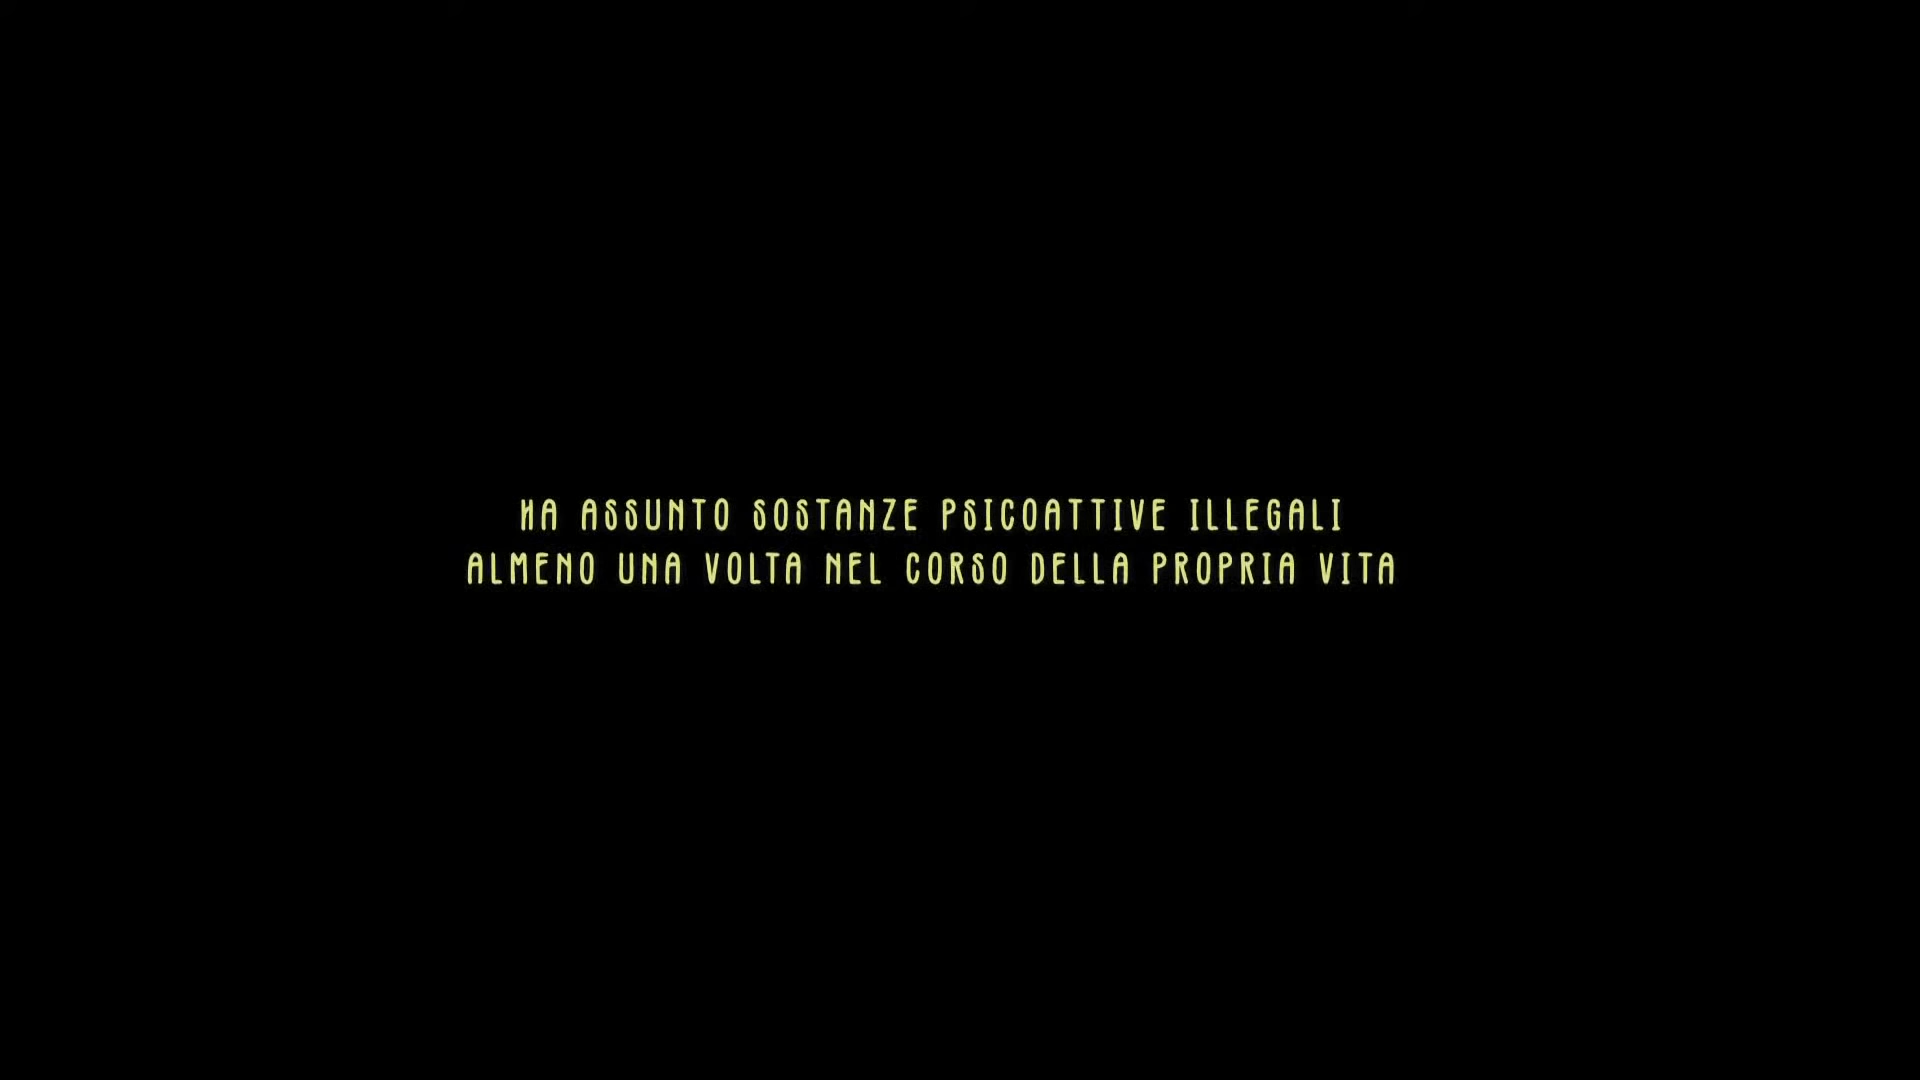 HA ASSUNTO SOSTANZE PSICOATTIVE ILLEGALI
ALMENO UNA VOLTA NEL CORSO DELLA PROPRIA VITA